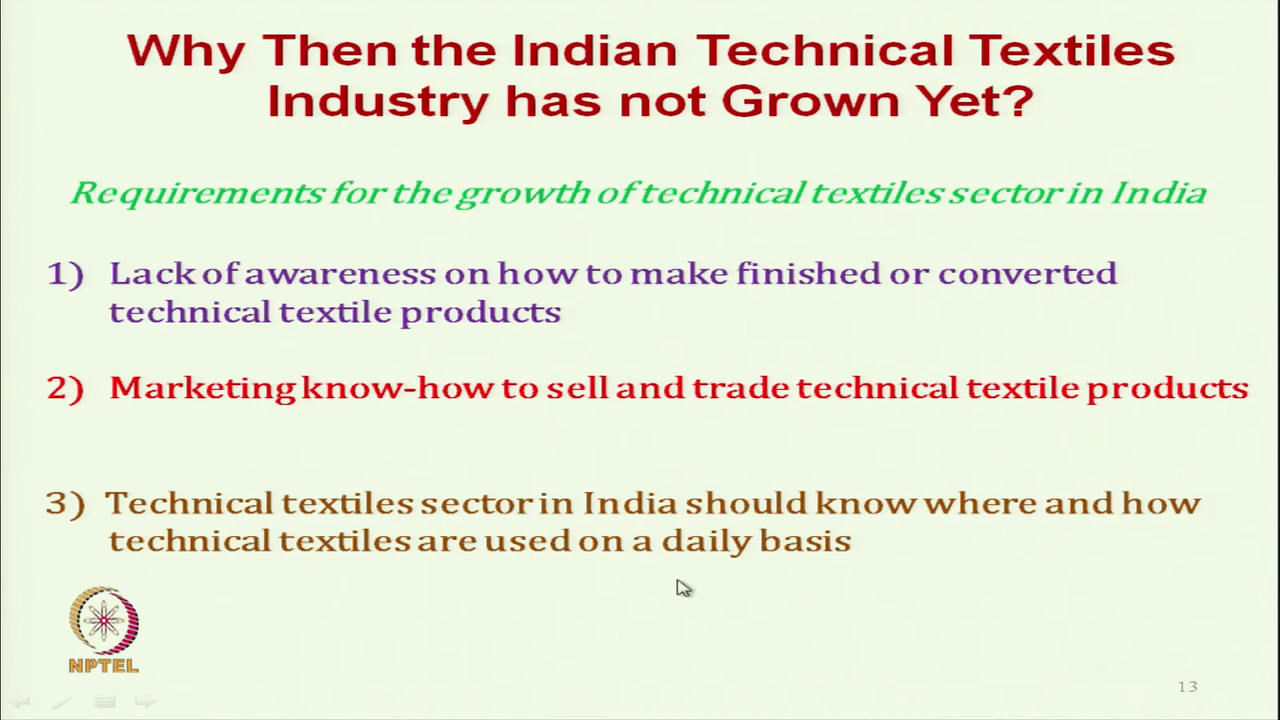 Why Then the Indian Technical Textiles
Industry has not Grown Yet?
Requirements for the growth of technical textiles sector in India
1) Lack of awareness on how to make finished or converted
technical textile products
2) Marketing know-how to sell and trade technical textile products
3) Technical textiles sector in India should know where and how
technical textiles are used on a daily basis
NPTEL
13